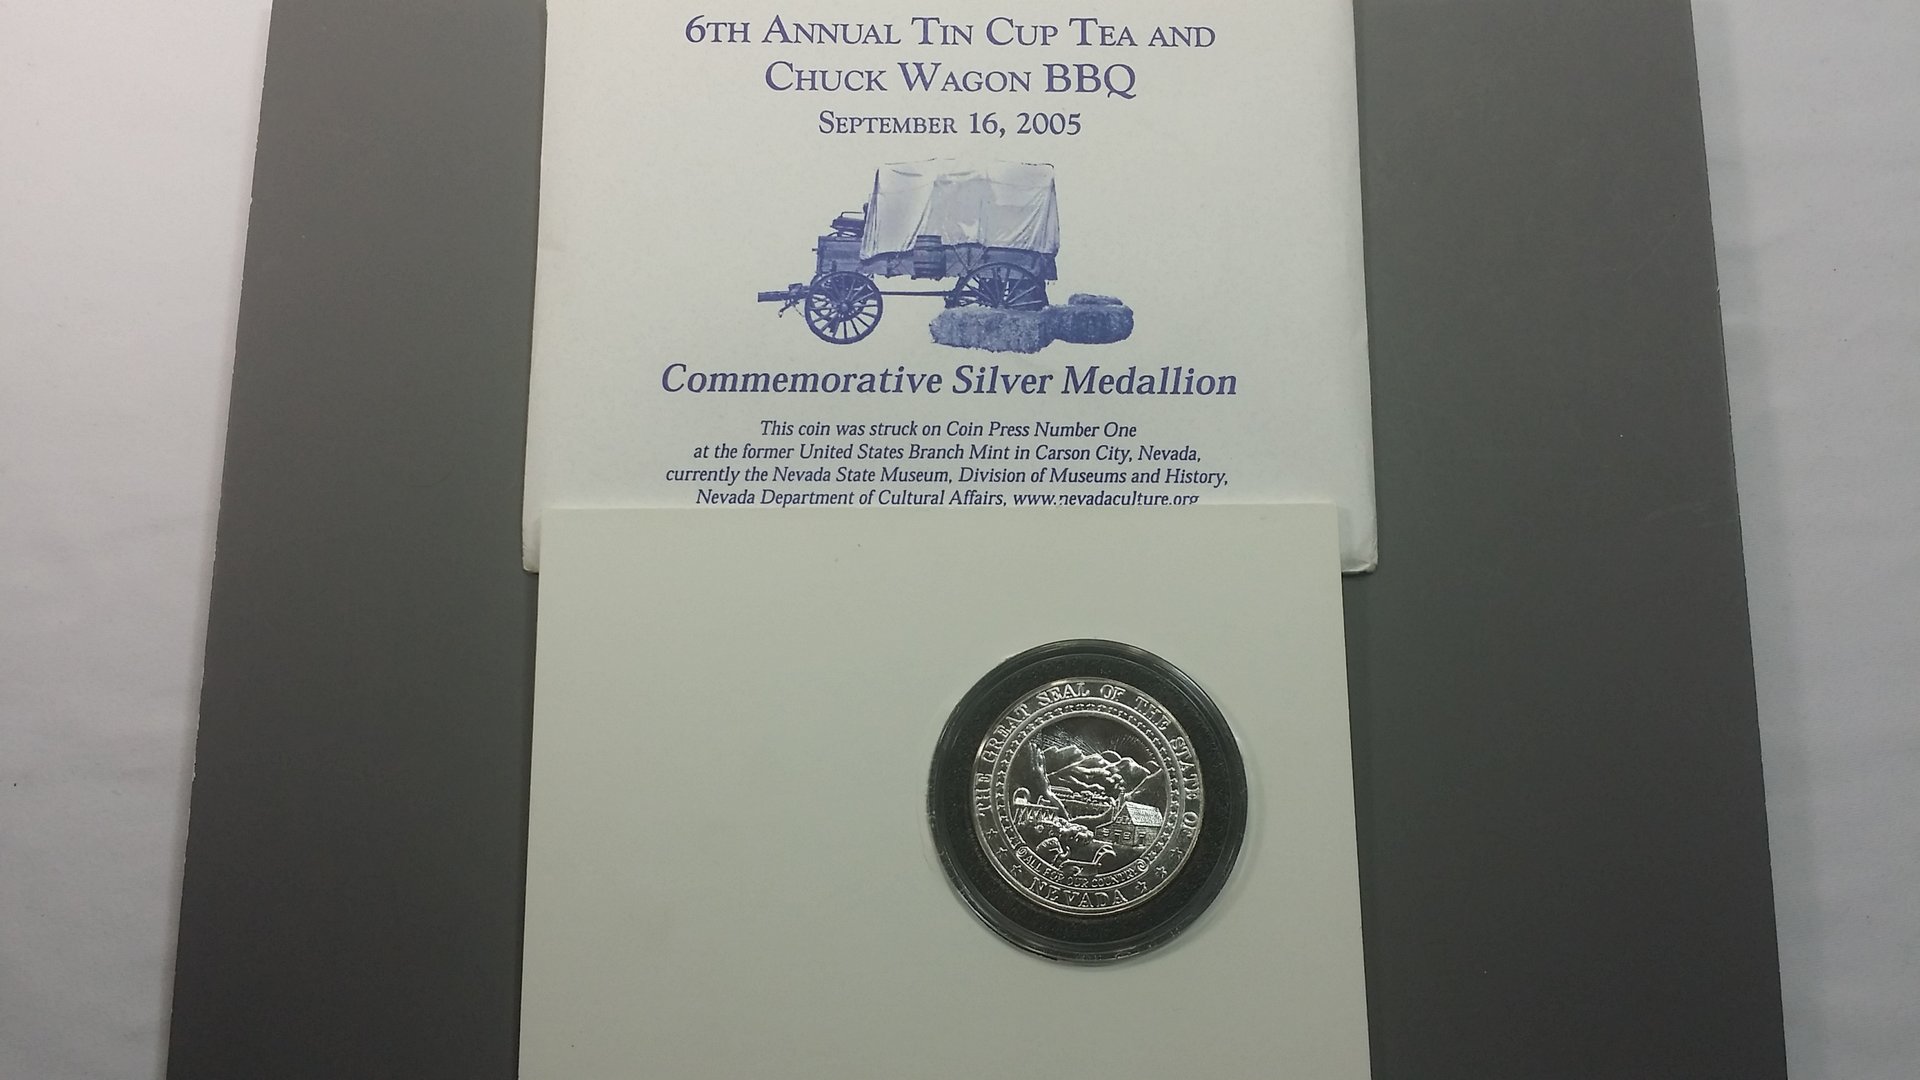 6TH ANNUAL TIN CUP TEA AND
CHUCK WAGON BBQ
SEPTEMBER 16, 2005
Commemorative Silver Medallion
This coin was struck on Coin Press Number One
at the former United States Branch Mint in Carson City, Nevada,
currently the Nevada State Museum, Division of Museums and History,
Nevada Department of Cultural Affairs, www.nevadaculture.org
THE GREAT SEAL OF THE STATE OF
NEVADA
ALL FOR OUR COUNTRY